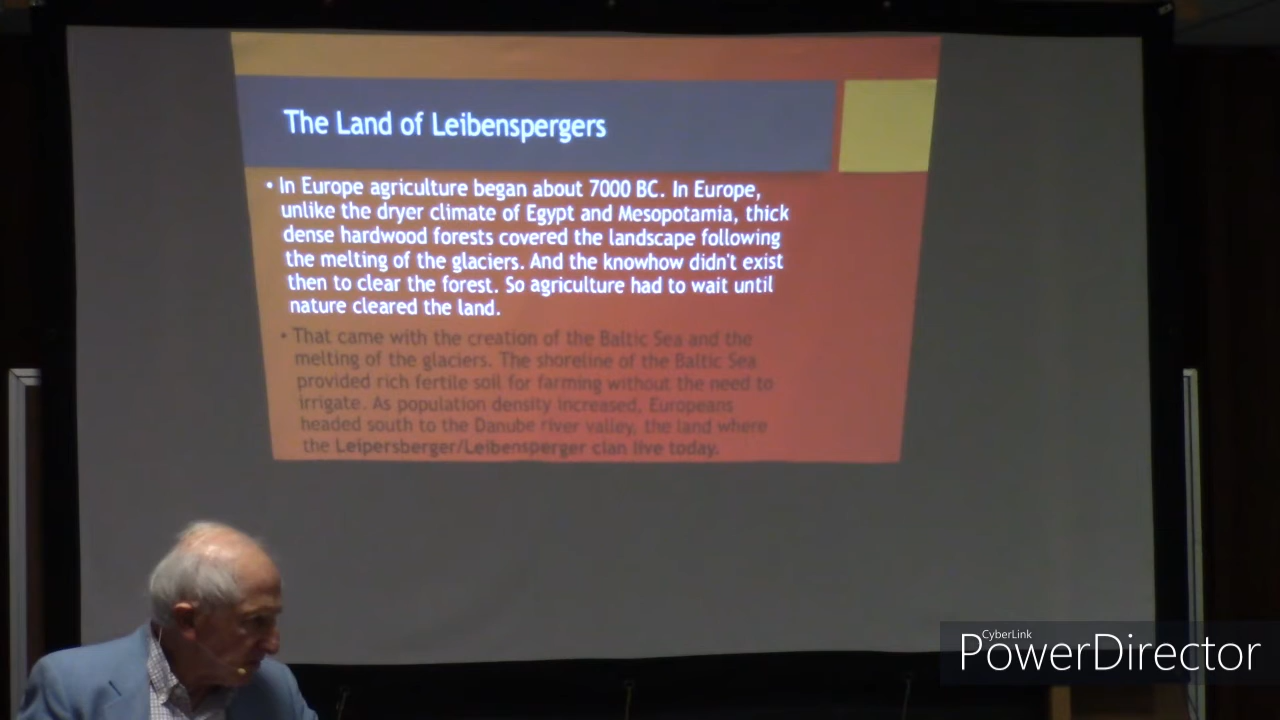 The Land of Leibenspergers
• In Europe agriculture began about 7000 BC. In Europe,
unlike the dryer climate of Egypt and Mesopotamia, thick
dense hardwood forests covered the landscape following
the melting of the glaciers. And the knowhow didn't exist
then to clear the forest. So agriculture had to wait until
nature cleared the land.
• That came with the creation of the Baltic Sea and the
melting of the glaciers. The shoreline of the Baltic Sea
provided rich fertile soil for farming without the need to
irrigate. As population density increased, Europeans
headed south to the Danube river valley, the land where
the Leipersberger/Leibensperger clan live today.
CyberLink
PowerDirector